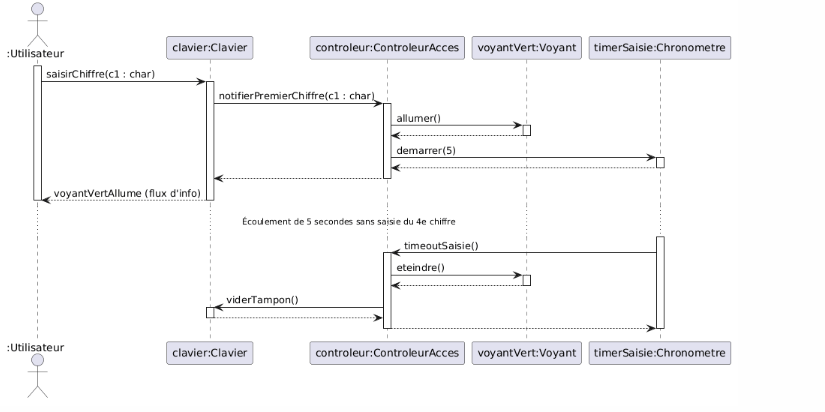 :Utilisateur
clavier:Clavier
controleur:ControleurAcces
voyantVert:Voyant
timerSaisie:Chronometre
saisirChiffre(c1 : char)
notifierPremierChiffre(c1 : char)
allumer()
demarrer(5)
voyantVertAllume (flux d'info)
Écoulement de 5 secondes sans saisie du 4e chiffre
timeoutSaisie()
eteindre()
viderTampon()
:Utilisateur
clavier:Clavier
controleur:ControleurAcces
voyantVert:Voyant
timerSaisie:Chronometre